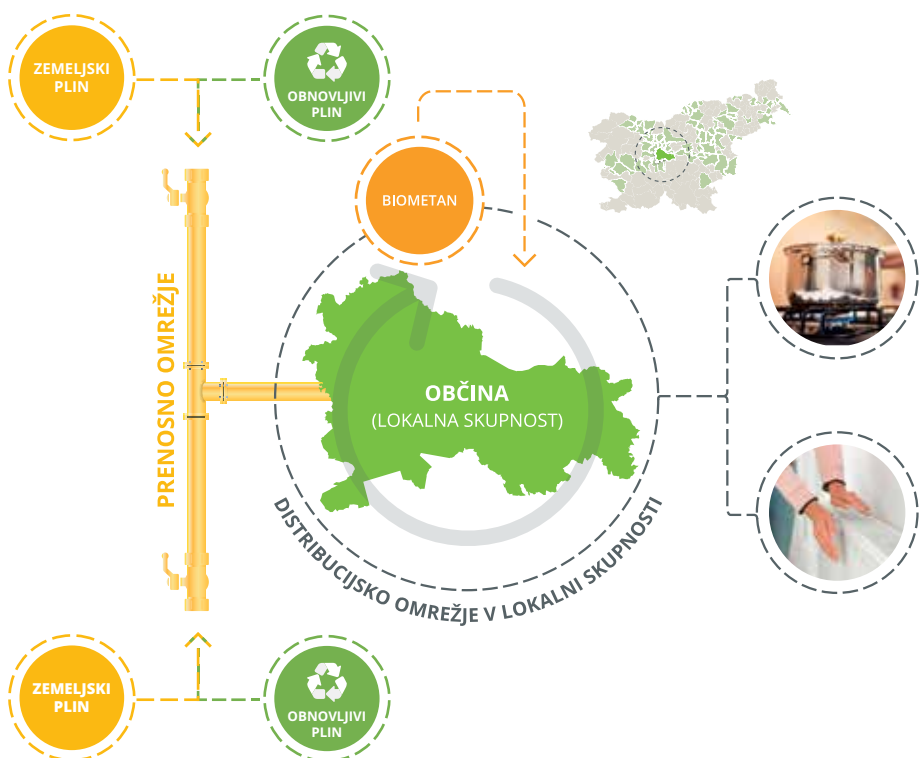 ZEMELJSKI
PLIN
OBNOVLJIVI
PLIN
BIOMETAN
PRENOSNO OMREŽJE
OBČINA
(LOKALNA SKUPNOST)
DISTRIBUCIJSKO OMREŽJE V LOKALNI SKUPNOSTI
ZEMELJSKI
PLIN
OBNOVLJIVI
PLIN